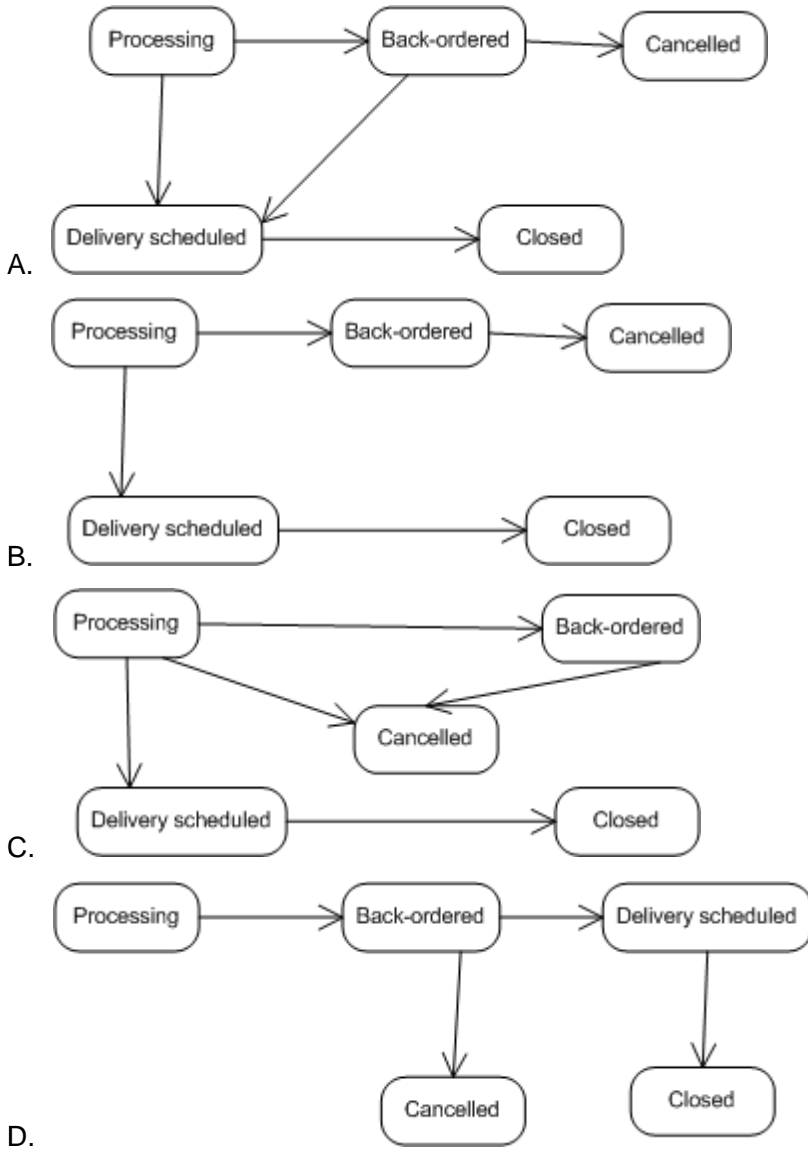 Processing Back-ordered Cancelled
A. Delivery scheduled Closed
Processing Back-ordered Cancelled
B. Delivery scheduled Closed
Processing Back-ordered
Cancelled
C. Delivery scheduled Closed
Processing Back-ordered Delivery scheduled
Cancelled Closed
D.